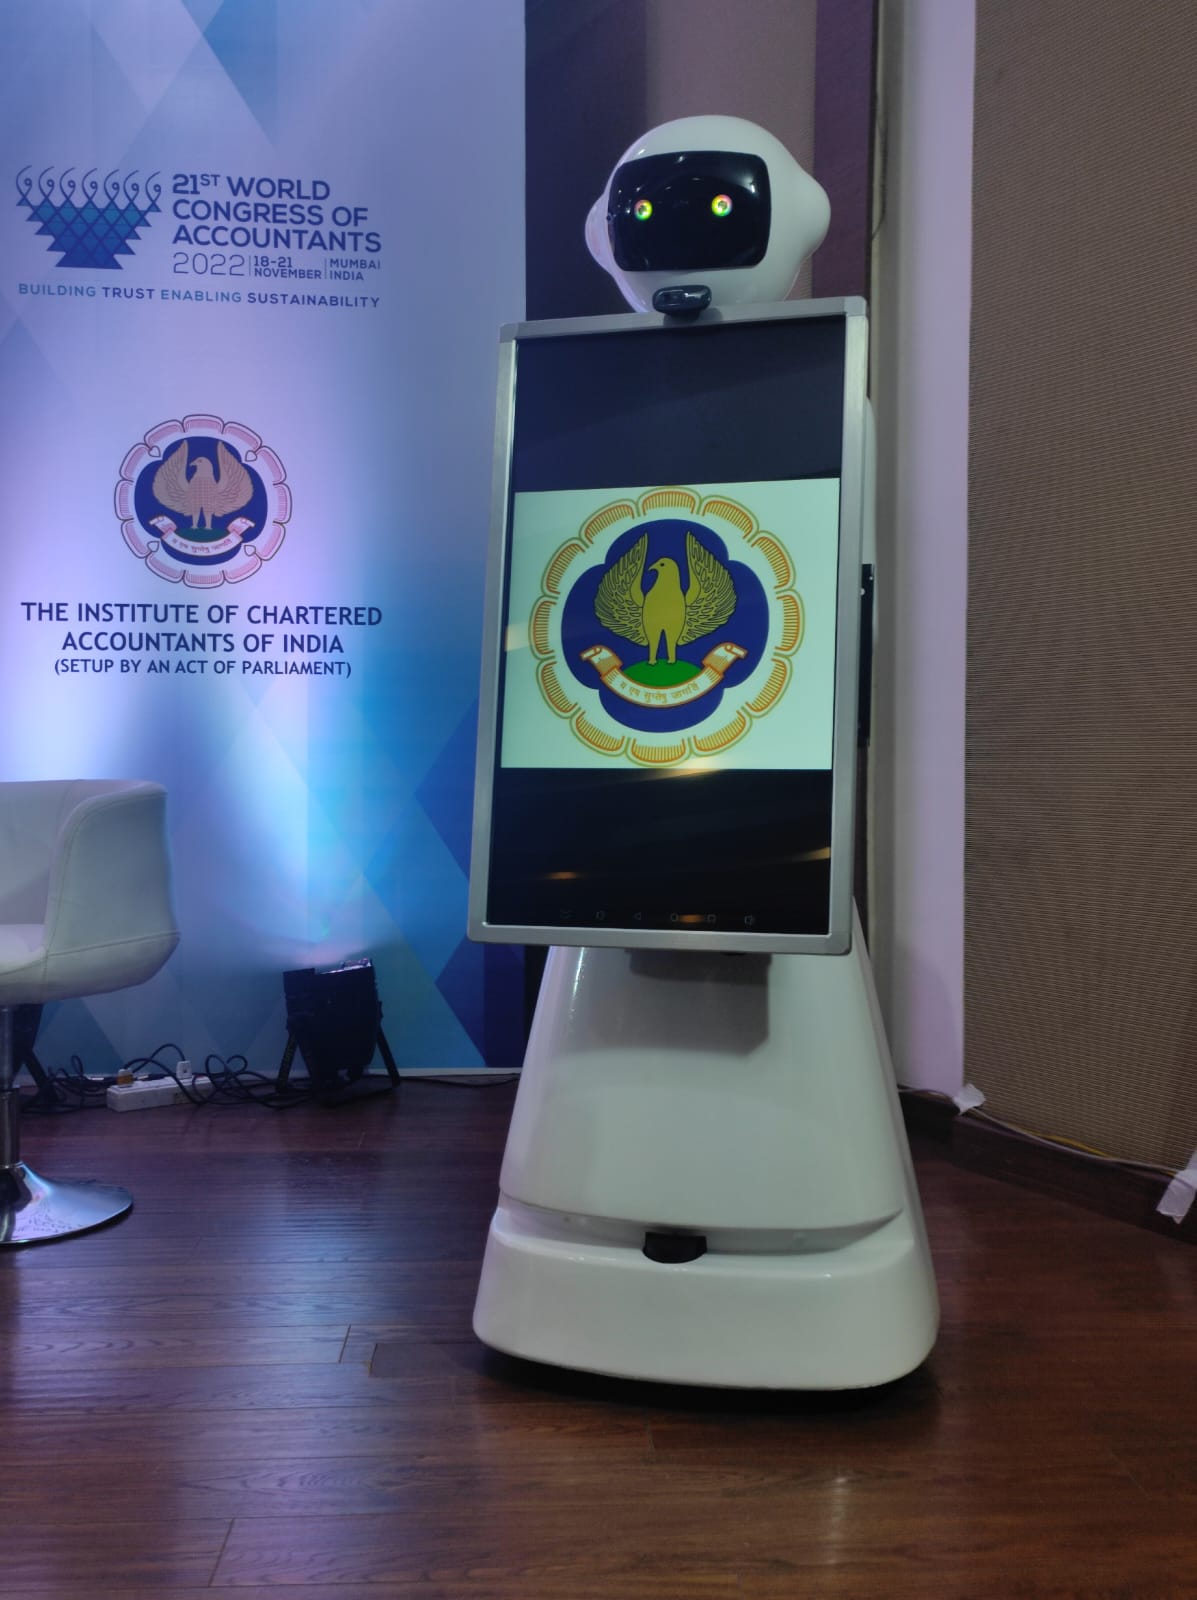 21ST WORLD
CONGRESS OF
ACCOUNTANTS
2022 18-21 NOVEMBER MUMBAI INDIA
BUILDING TRUST ENABLING SUSTAINABILITY
य एष सुप्तेषु जागर्ति
THE INSTITUTE OF CHARTERED
ACCOUNTANTS OF INDIA
(SETUP BY AN ACT OF PARLIAMENT)
य एष सुप्तेषु जागर्ति